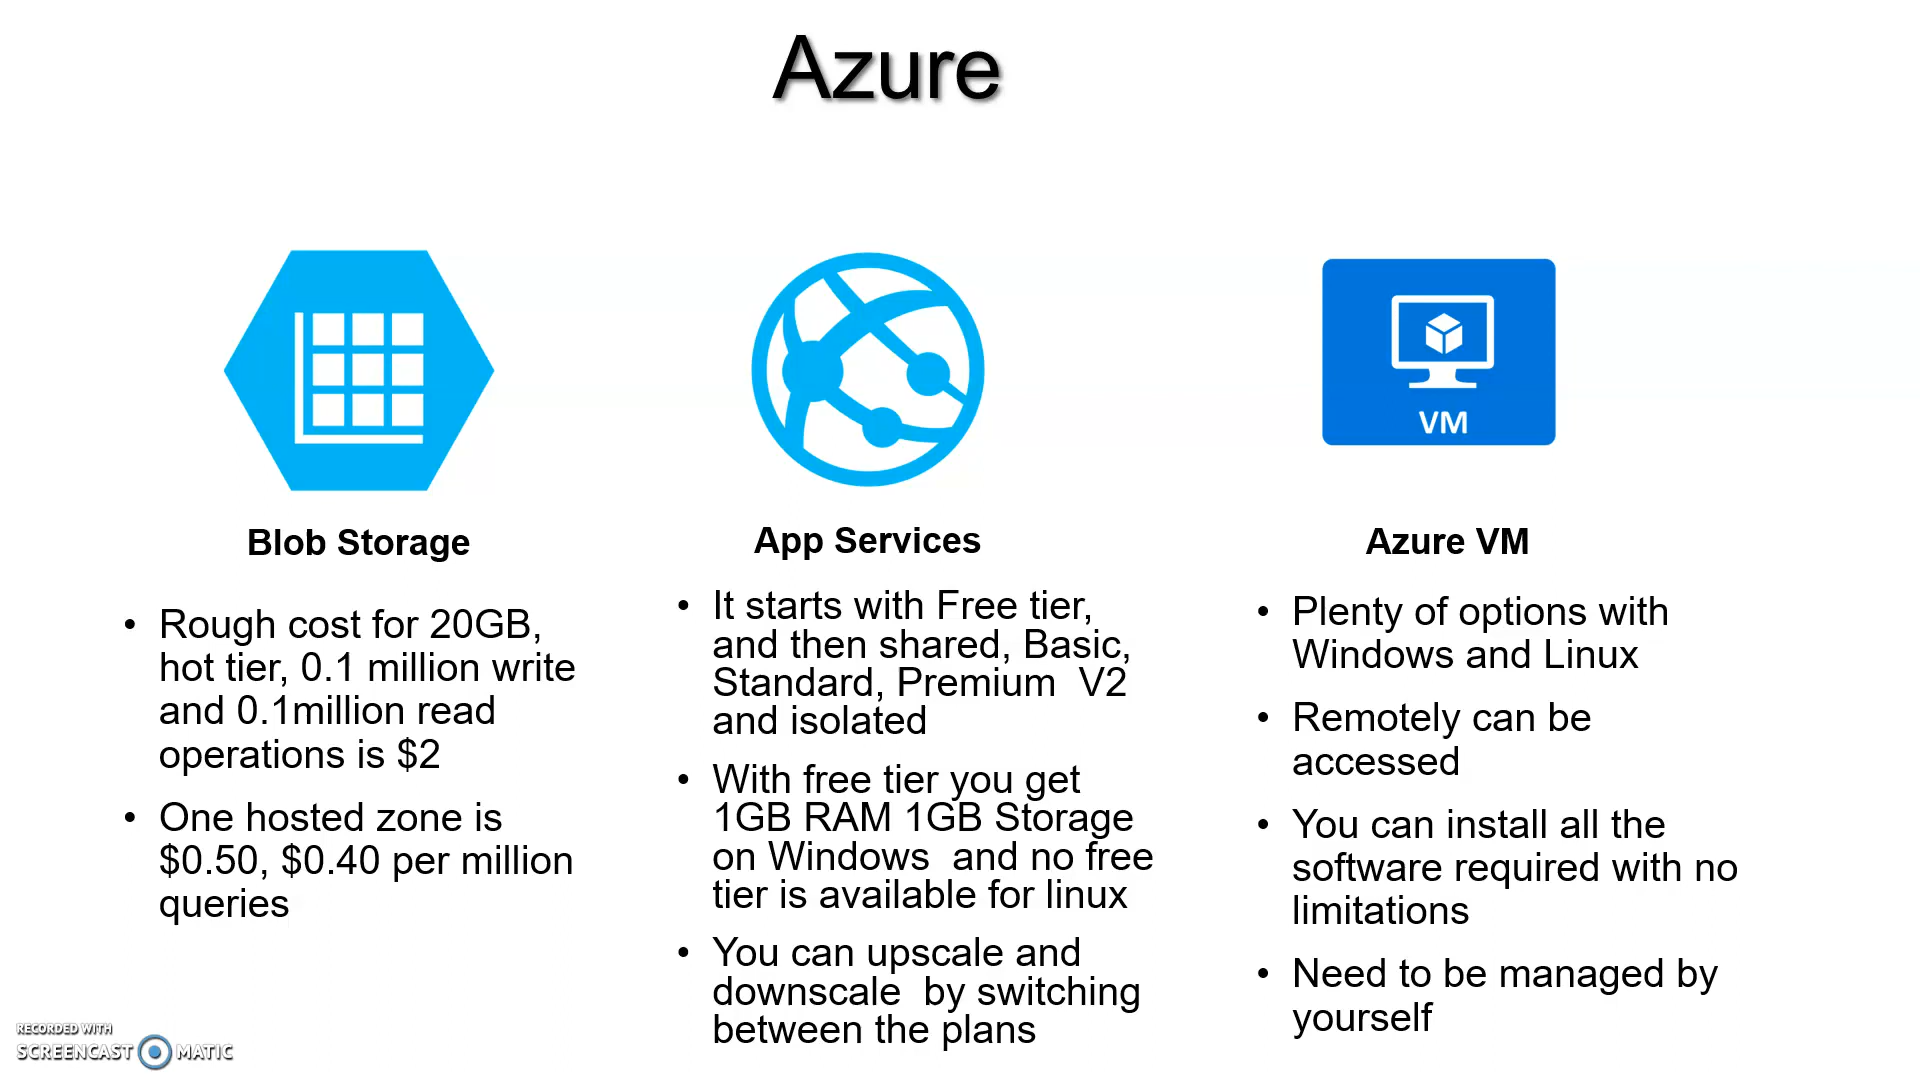 Azure
VM
Blob Storage
• Rough cost for 20GB,
hot tier, 0.1 million write
and 0.1million read
operations is $2
• One hosted zone is
$0.50, $0.40 per million
queries
App Services
• It starts with Free tier,
and then shared, Basic,
Standard, Premium  V2
and isolated
• With free tier you get
1GB RAM 1GB Storage
on Windows  and no free
tier is available for linux
• You can upscale and
downscale  by switching
between the plans
Azure VM
• Plenty of options with
Windows and Linux
• Remotely can be
accessed
• You can install all the
software required with no
limitations
• Need to be managed by
yourself
RECORDED WITH
SCREENCAST MATIC